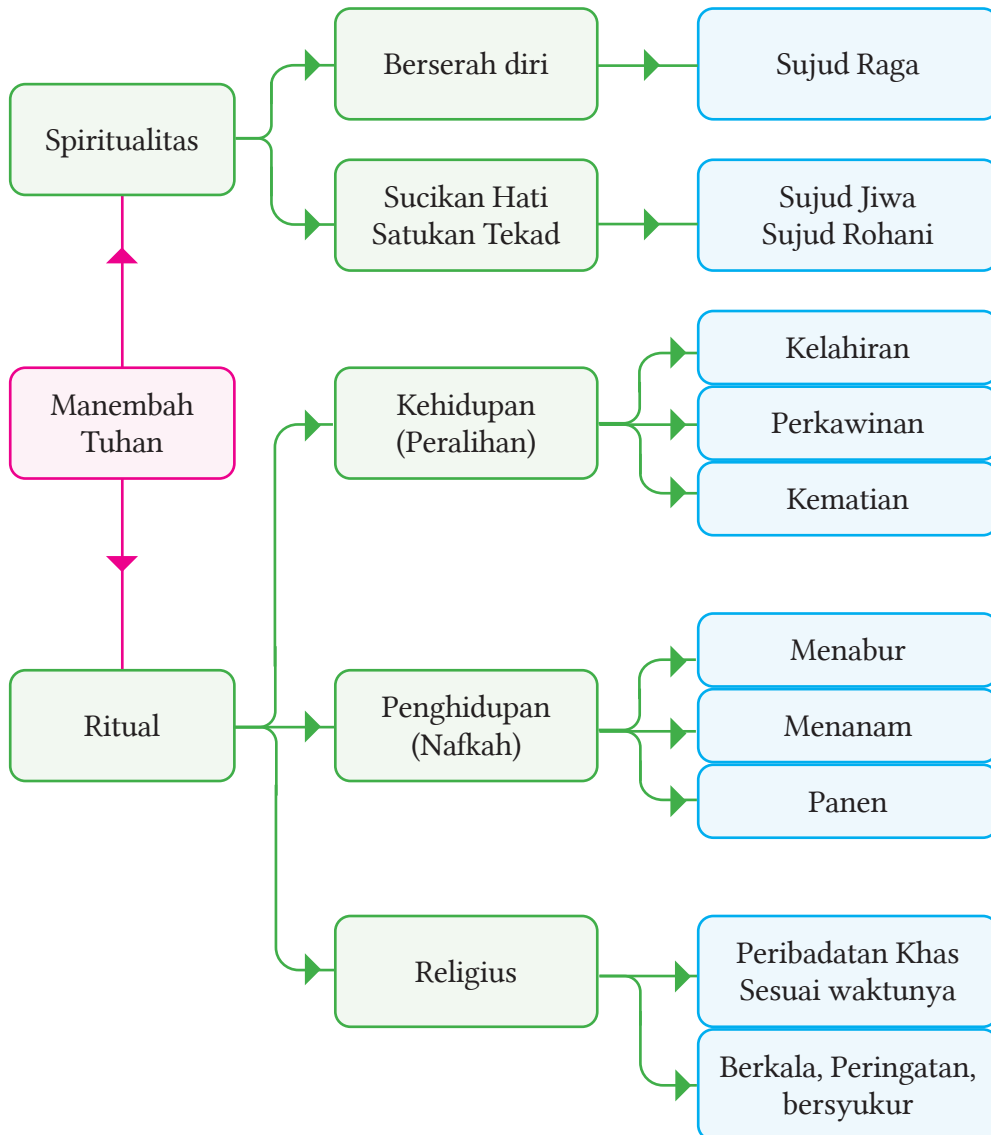 Spiritualitas
Berserah diri
Sujud Raga
Sucikan Hati
Satukan Tekad
Sujud Jiwa
Sujud Rohani
Manembah
Tuhan
Kehidupan
(Peralihan)
Kelahiran
Perkawinan
Kematian
Ritual
Penghidupan
(Nafkah)
Menabur
Menanam
Panen
Religius
Peribadatan Khas
Sesuai waktunya
Berkala, Peringatan,
bersyukur